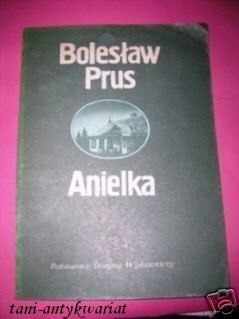 Bolesław
Prus
Anielka
Państwowy Instytut Wydawniczy
tani-antykwariat